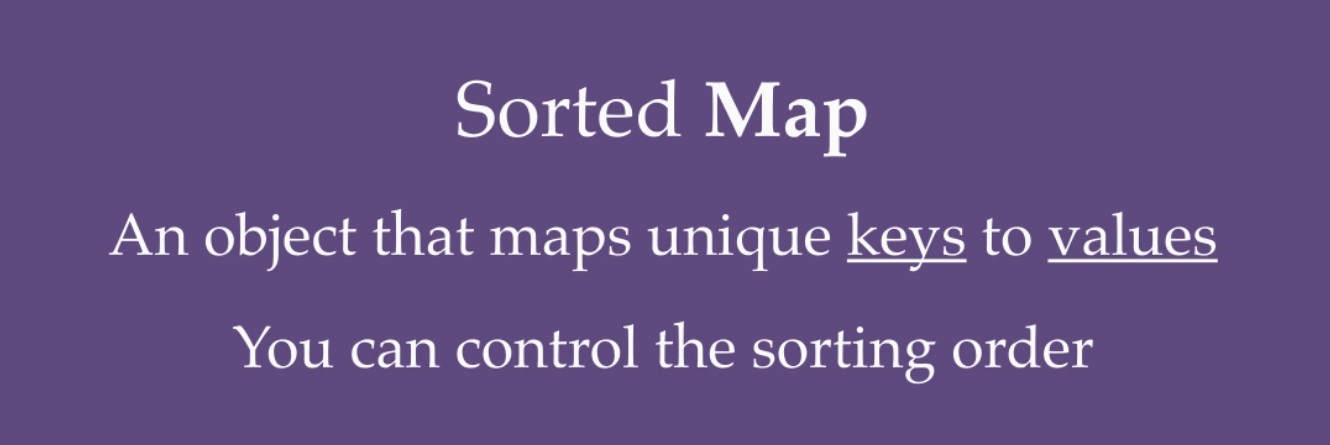 Sorted Map
An object that maps unique keys to values
You can control the sorting order